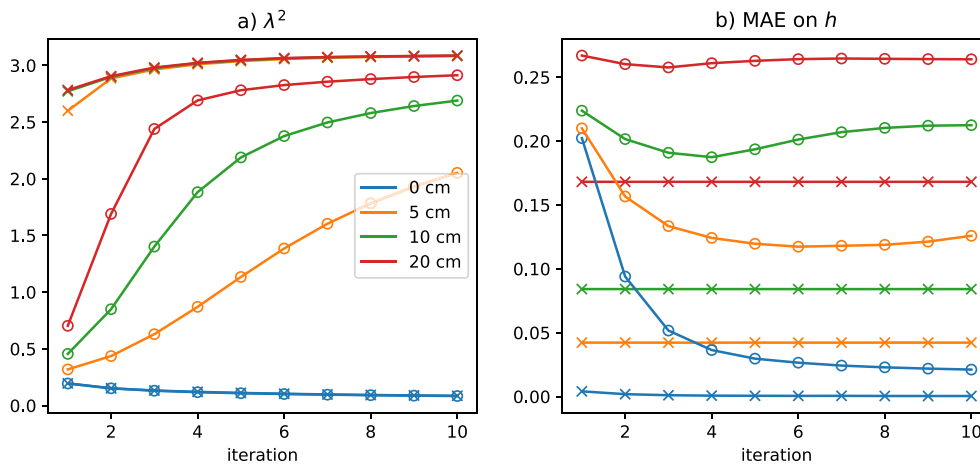 a) λ²
b) MAE on h
3.0
2.5
2.0
1.5
1.0
0.5
0.0
0.25
0.20
0.15
0.10
0.05
0.00
0 cm
5 cm
10 cm
20 cm
2 4 6 8 10
2 4 6 8 10
iteration
iteration